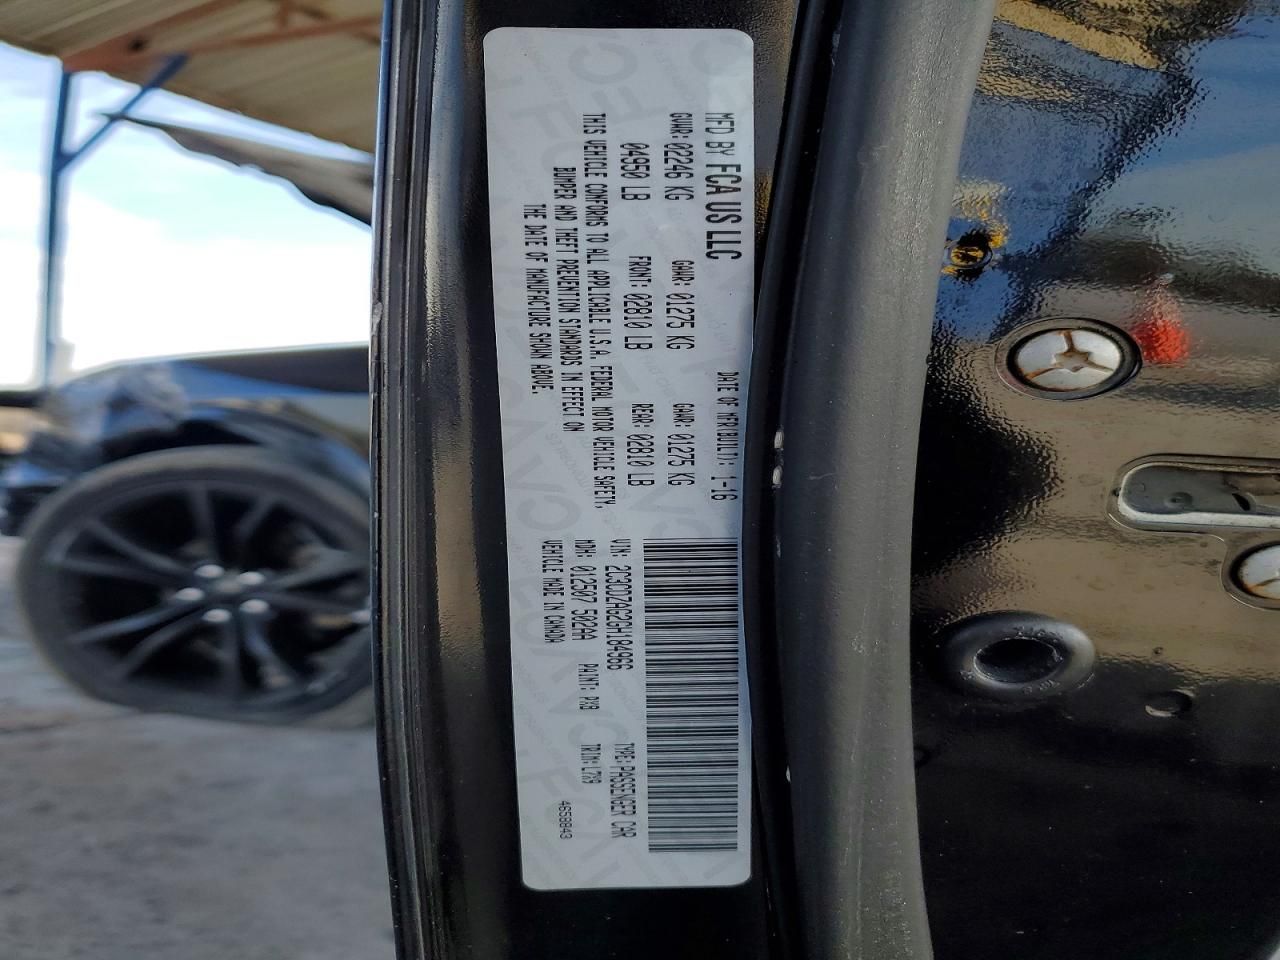 MFD BY FCA US LLC
DATE OF MFR(BUILT): 1-16
GVWR: 02246 KG
GAWR: 01275 KG
GAWR: 01275 KG
04950 LB
FRONT: 02810 LB
REAR: 02810 LB
THIS VEHICLE CONFORMS TO ALL APPLICABLE U.S.A. FEDERAL MOTOR VEHICLE SAFETY,
BUMPER AND THEFT PREVENTION STANDARDS IN EFFECT ON
THE DATE OF MANUFACTURE SHOWN ABOVE.
VIN: 2C3CDZAG2GH184966
TYPE: PASSENGER CAR
MDH: 012507 5024A
PAINT: PX8
TRIM: L7X9
VEHICLE MADE IN CANADA
4658843